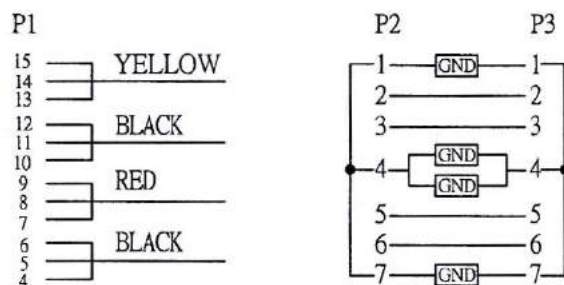 P1
15 YELLOW
14
13
12 BLACK
11
10
9 RED
8
7
6 BLACK
5
4
P2 P3
1 GND 1
2 2
3 3
GND
4 4
GND
5 5
6 6
7 GND 7